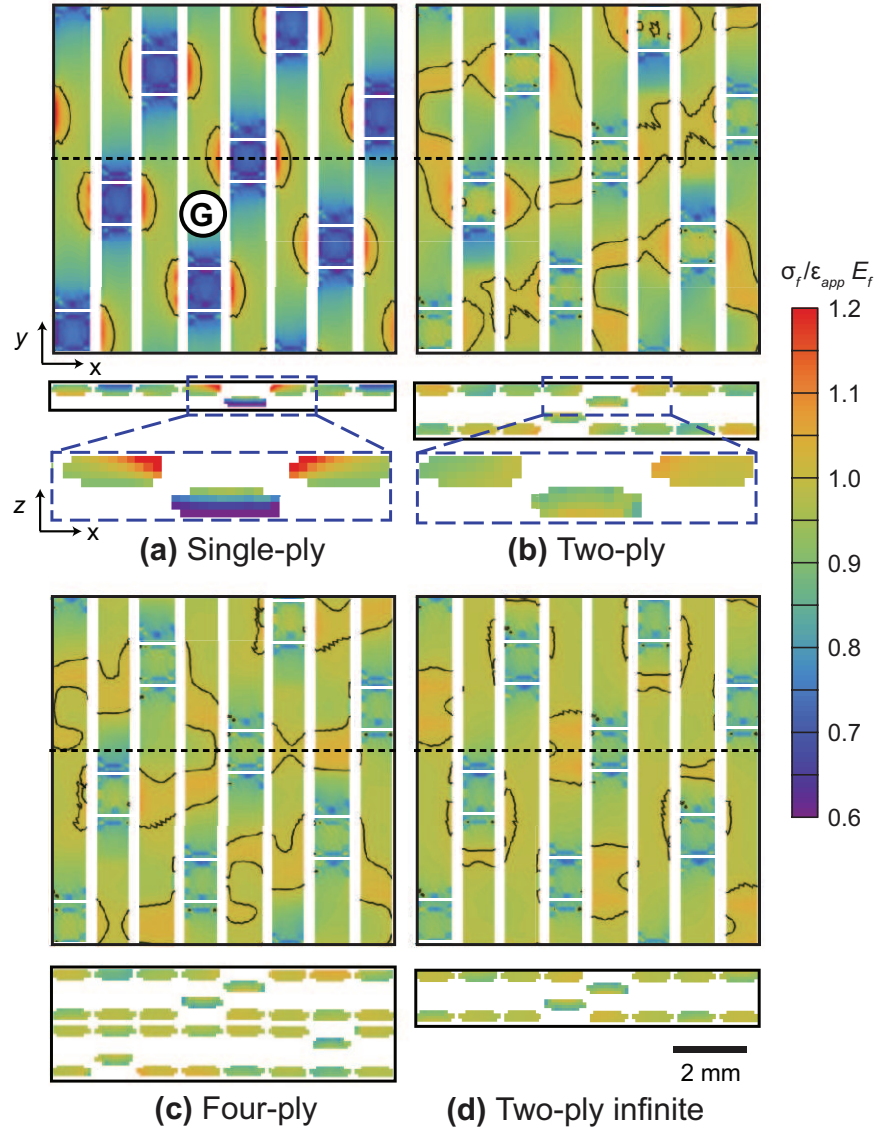 G
σf/εapp Ef
1.2
1.1
1.0
0.9
0.8
0.7
0.6
y
x
z
x
(a) Single-ply
(b) Two-ply
2 mm
(c) Four-ply
(d) Two-ply infinite